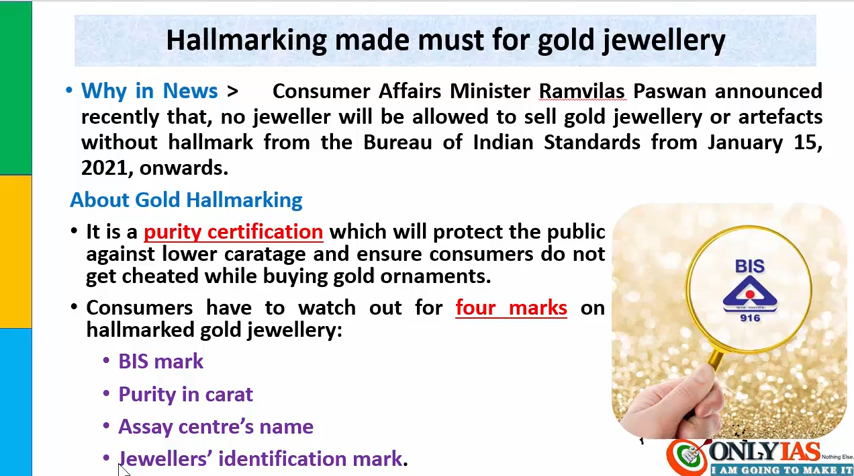 Hallmarking made must for gold jewellery
• Why in News > Consumer Affairs Minister Ramvilas Paswan announced
recently that, no jeweller will be allowed to sell gold jewellery or artefacts
without hallmark from the Bureau of Indian Standards from January 15,
2021, onwards.
About Gold Hallmarking
• It is a purity certification which will protect the public
against lower caratage and ensure consumers do not
get cheated while buying gold ornaments.
• Consumers have to watch out for four marks on
hallmarked gold jewellery:
• BIS mark
• Purity in carat
• Assay centre's name
• Jewellers' identification mark.
BIS
916
ONLYIAS
Nothing Else..
I AM GOING TO MAKE IT